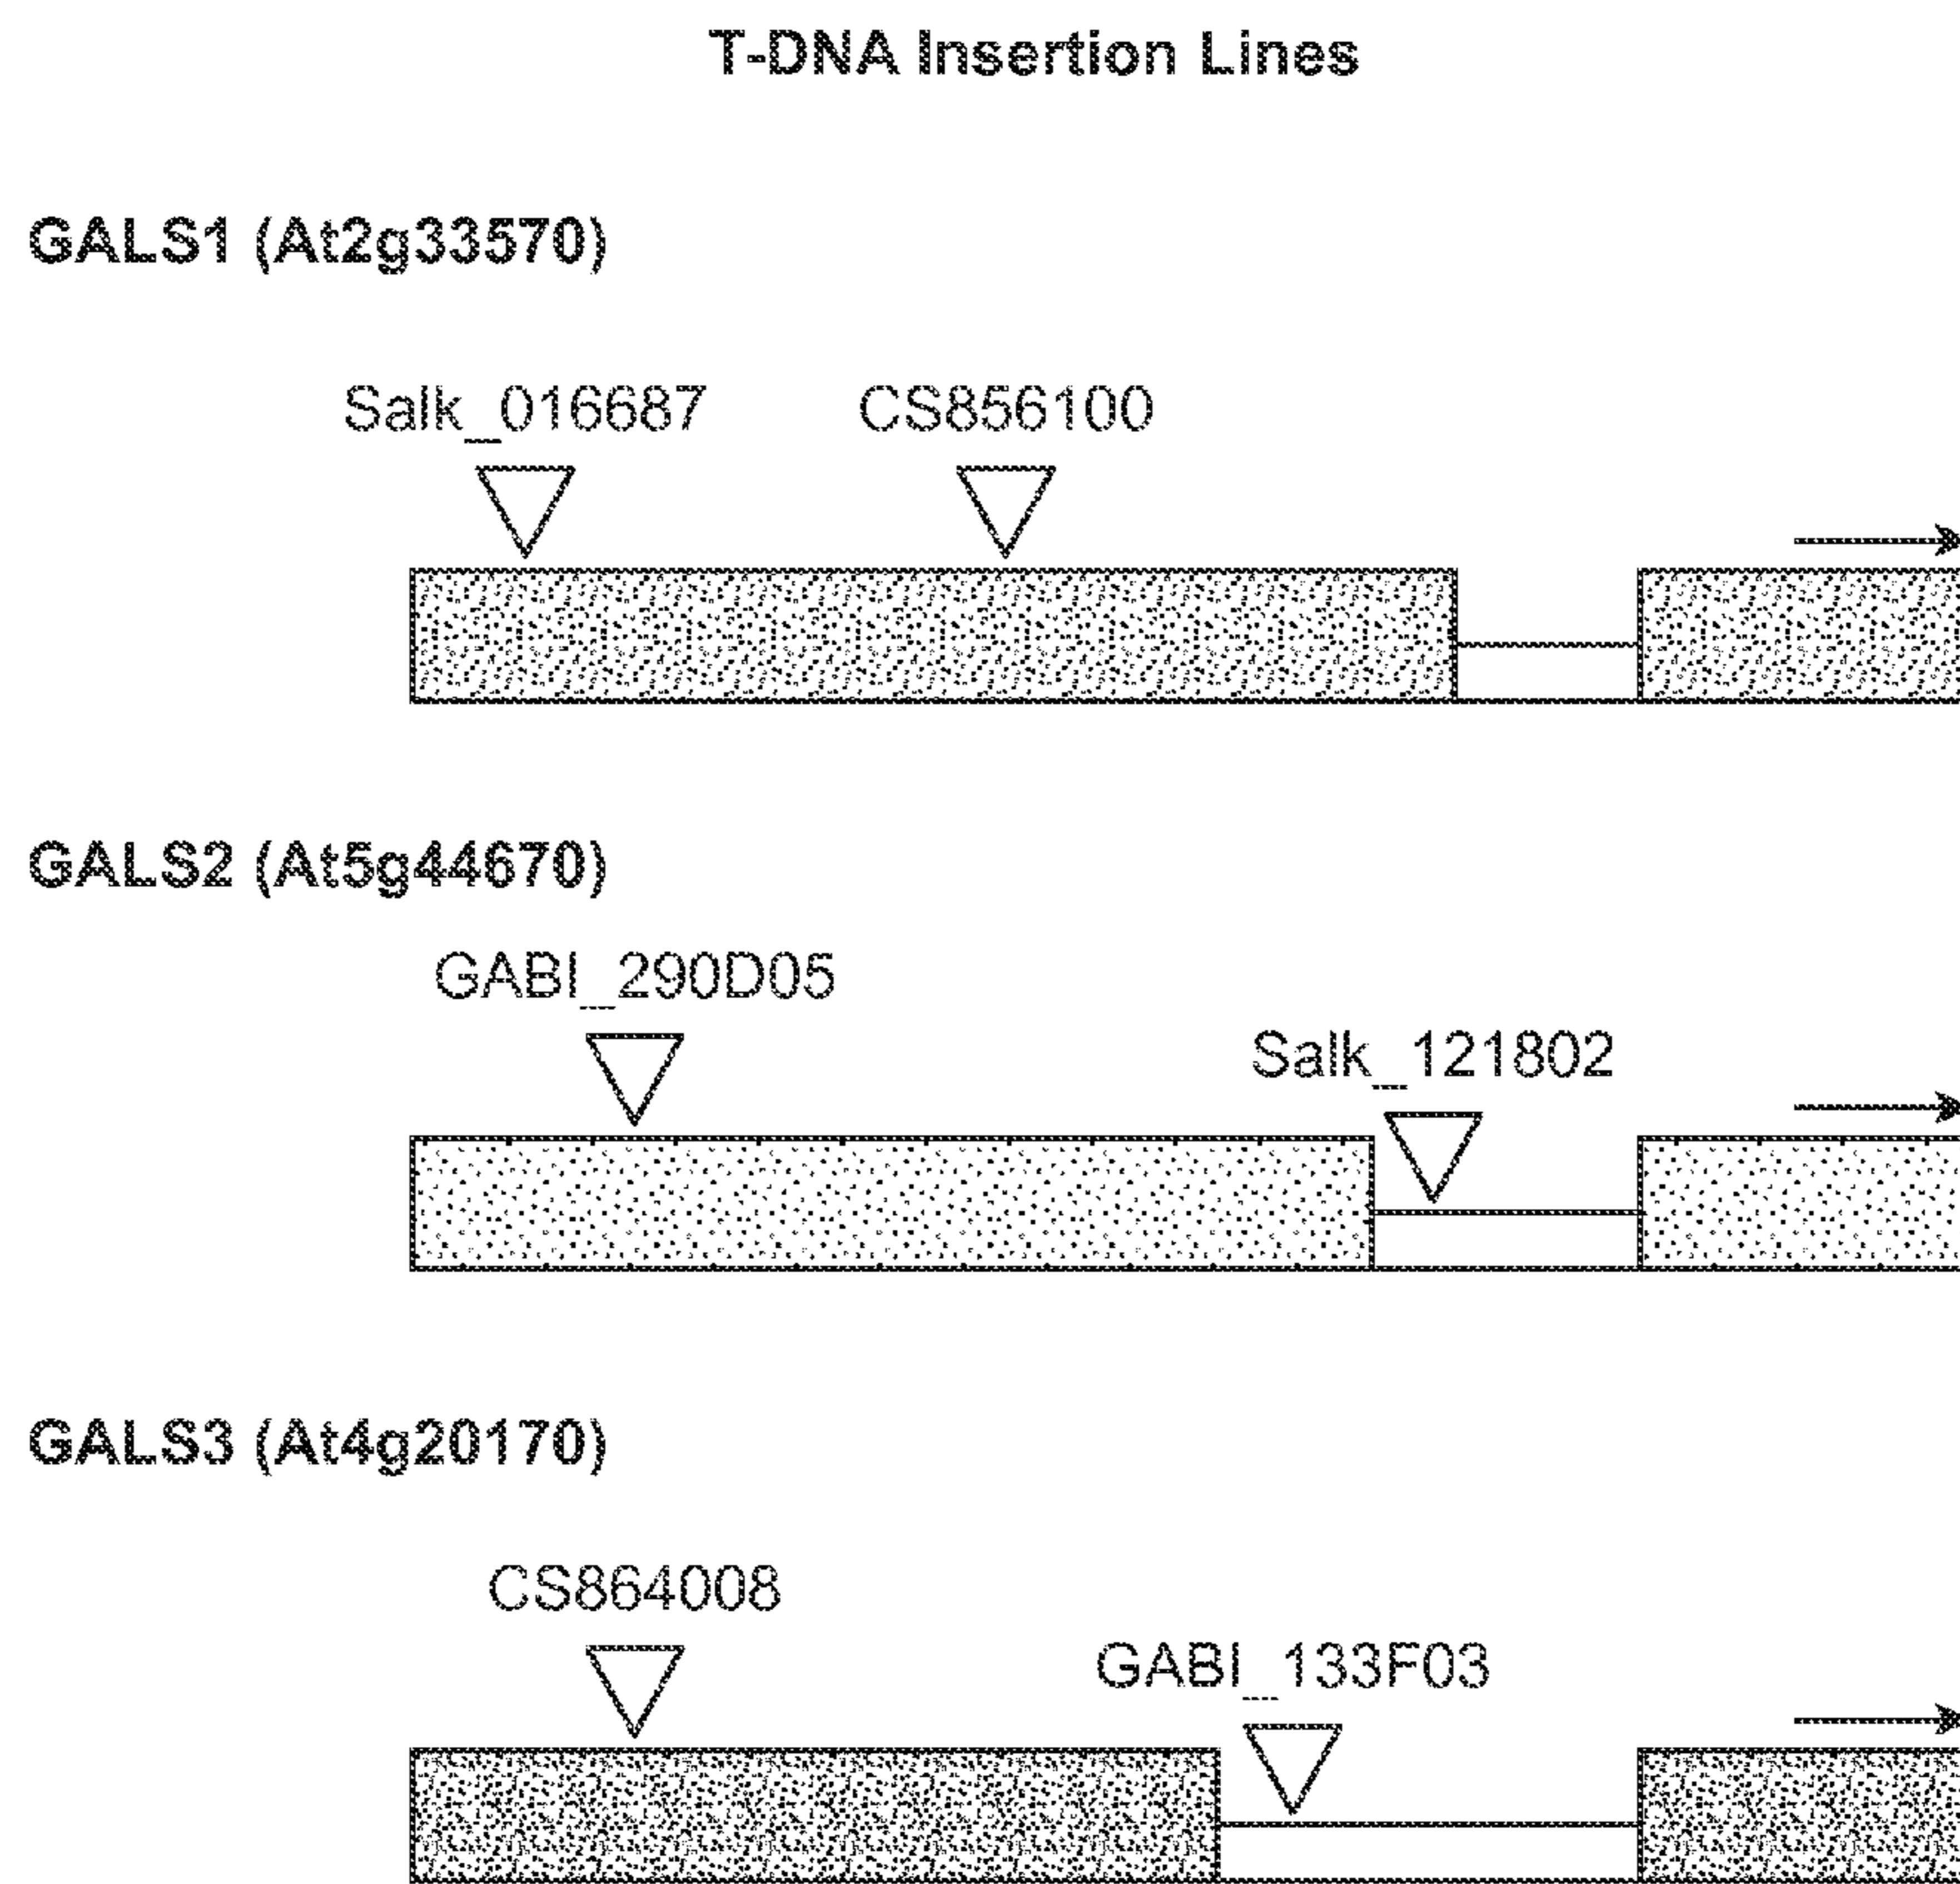 T-DNA Insertion Lines
GALS1 (At2g33570)
Salk_016687 CS856100
GALS2 (At5g44670)
GABI_290D05
Salk_121802
GALS3 (At4g20170)
CS864008
GABI_133F03